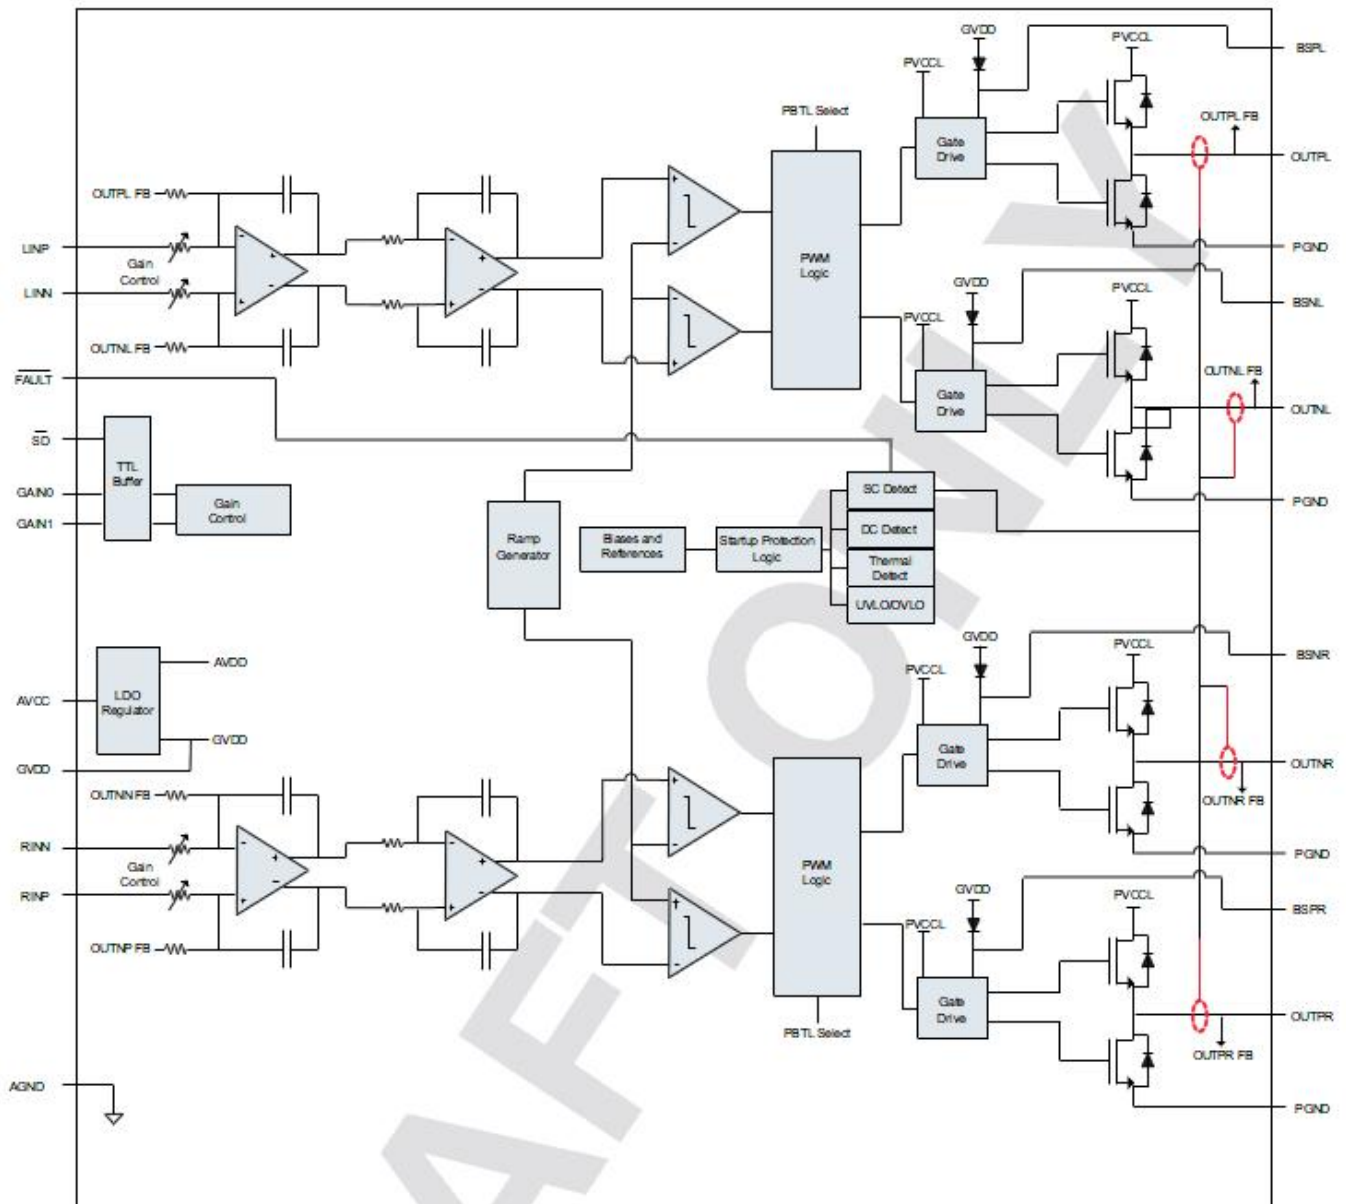 GVDD
PVCCL
BSPL
PVCCL
PBTL Select
OUTPL FB
Gate
Drive
OUTPL
OUTPL FB
LINP
PGND
PWM
Logic
Gain
Control
LINN
GVDD
PVCCL
BSNL
PVCCL
OUTNL FB
OUTNL FB
FAULT
Gate
Drive
OUTNL
SD
TTL
Buffer
GAIN0
GAIN1
Gain
Control
SC Detect
PGND
DC Detect
Ramp
Generator
Biases and
References
Startup Protection
Logic
Thermal
Detect
UVLO/OVLO
GVDD
PVCCL
BSNR
PVCCL
AVDD
AVCC
LDO
Regulator
GVDD
GVDD
Gate
Drive
OUTNR
OUTNN FB
OUTNR FB
RINN
PGND
Gain
Control
PWM
Logic
RINP
GVDD
PVCCL
BSPR
PVCCL
OUTNP FB
Gate
Drive
OUTPR
PBTL Select
OUTPR FB
AGND
PGND
AFT ONLY